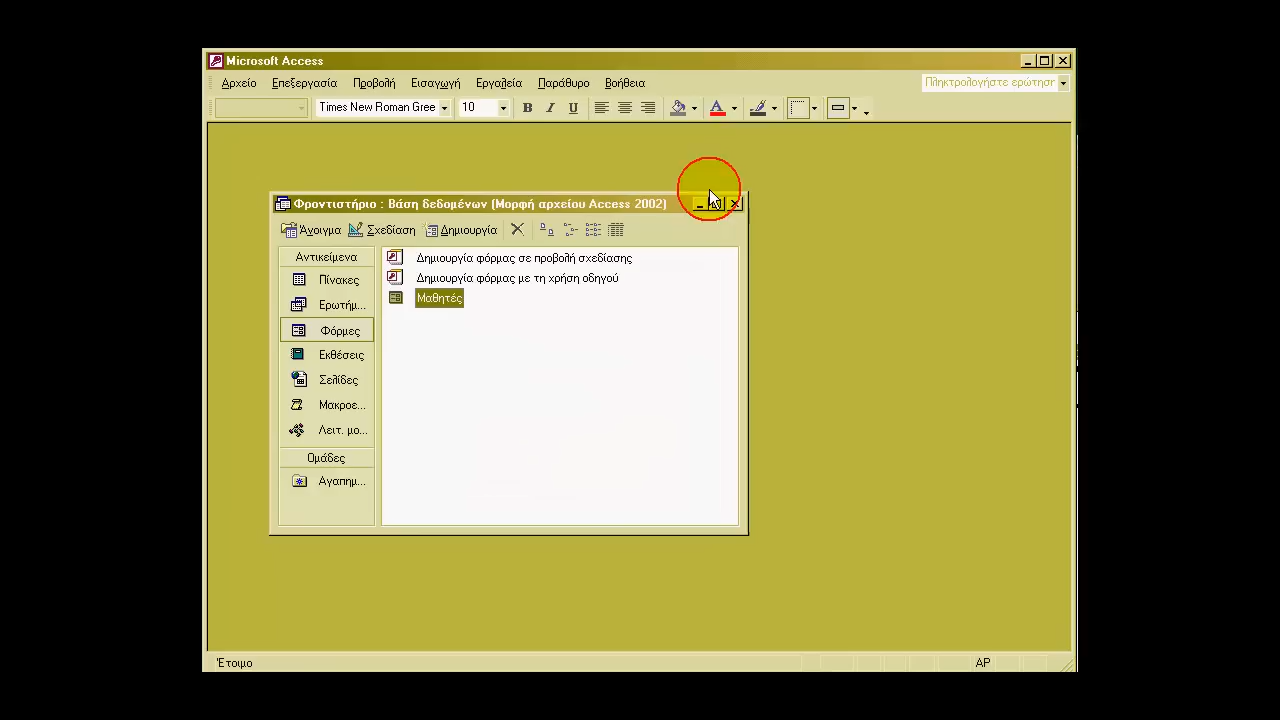 Microsoft Access
Αρχείο Επεξεργασία Προβολή Εισαγωγή Εργαλεία Παράθυρο Βοήθεια Πληκτρολογήστε ερώτησr
Times New Roman Gree 10 B I U A
Φροντιστήριο : Βάση δεδομένων (Μορφή αρχείου Access 2002)
Άνοιγμα Σχεδίαση Δημιουργία
Αντικείμενα
Πίνακες
Ερωτήμ...
Φόρμες
Εκθέσεις
Σελίδες
Μακροε...
Λειτ. μο...
Ομάδες
Αγαπημ...
Δημιουργία φόρμας σε προβολή σχεδίασης
Δημιουργία φόρμας με τη χρήση οδηγού
Μαθητές
Έτοιμο AP